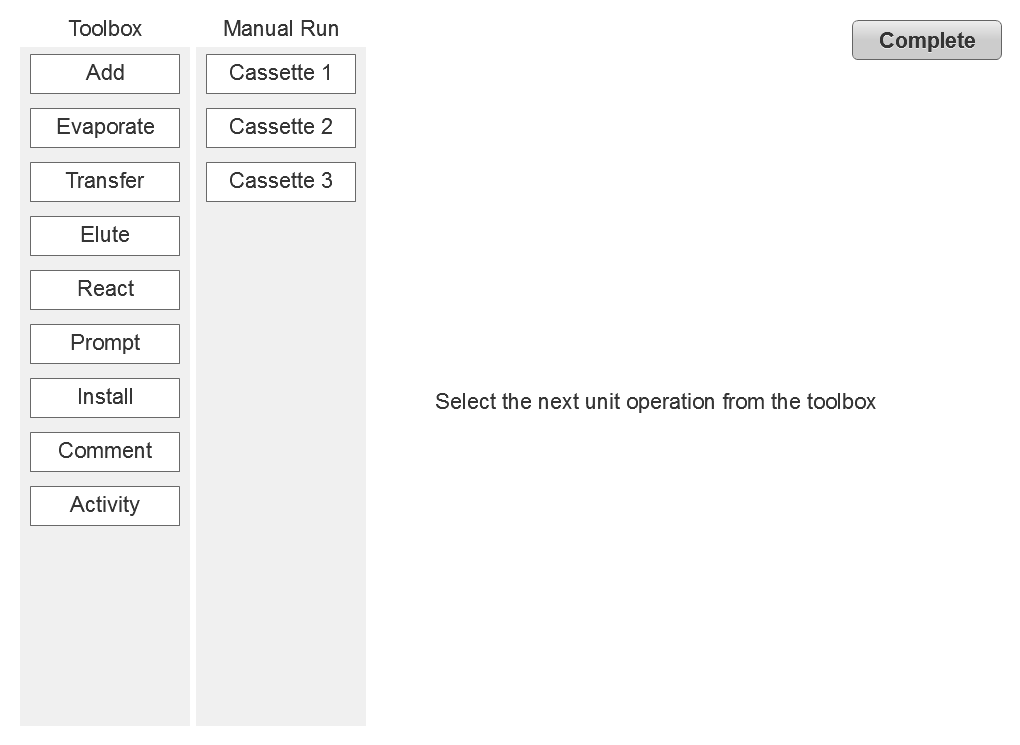 Toolbox
Add
Evaporate
Transfer
Elute
React
Prompt
Install
Comment
Activity
Manual Run
Cassette 1
Cassette 2
Cassette 3
Complete
Select the next unit operation from the toolbox